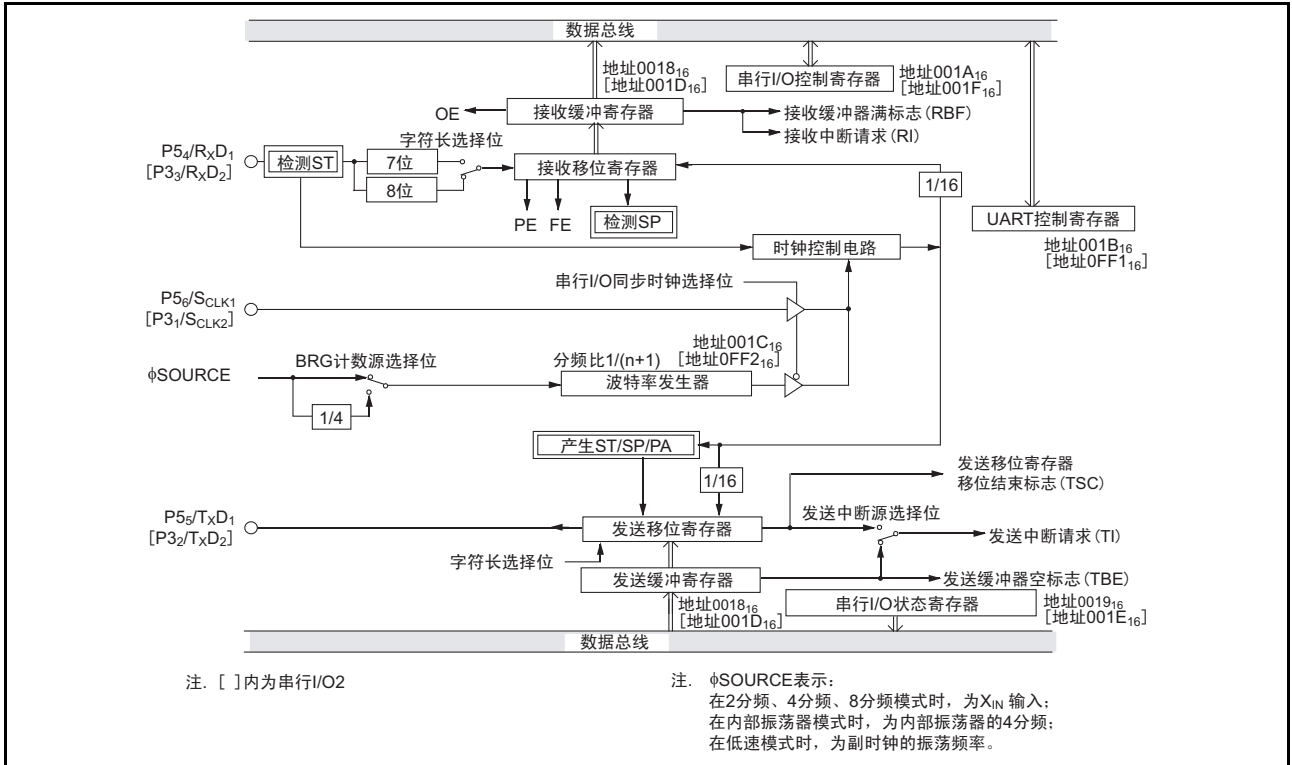 数据总线
地址0018₁₆
[地址001D₁₆]
串行I/O控制寄存器
地址001A₁₆
[地址001F₁₆]
OE
接收缓冲寄存器
接收缓冲器满标志(RBF)
接收中断请求(RI)
字符长选择位
P5₄/RₓD₁
[P3₃/RₓD₂]
检测ST
7位
8位
接收移位寄存器
1/16
PE
FE
检测SP
UART控制寄存器
地址001B₁₆
[地址0FF1₁₆]
时钟控制电路
串行I/O同步时钟选择位
P5₆/S_CLK1
[P3₁/S_CLK2]
地址001C₁₆
[地址0FF2₁₆]
分频比1/(n+1)
BRG计数源选择位
ϕSOURCE
波特率发生器
1/4
产生ST/SP/PA
1/16
发送移位寄存器
移位结束标志(TSC)
P5₅/TₓD₁
[P3₂/TₓD₂]
发送移位寄存器
发送中断源选择位
发送中断请求(TI)
字符长选择位
发送缓冲寄存器
发送缓冲器空标志(TBE)
地址0018₁₆
[地址001D₁₆]
串行I/O状态寄存器
地址0019₁₆
[地址001E₁₆]
数据总线
注. [ ]内为串行I/O2
注. ϕSOURCE表示：
在2分频、4分频、8分频模式时，为X_IN 输入；
在内部振荡器模式时，为内部振荡器的4分频；
在低速模式时，为副时钟的振荡频率。